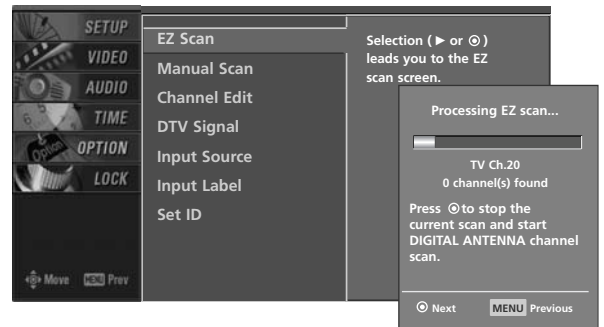 SETUP
VIDEO
AUDIO
TIME
OPTION
LOCK
Move MENU Prev
EZ Scan
Manual Scan
Channel Edit
DTV Signal
Input Source
Input Label
Set ID
Selection ( ► or ⊙ )
leads you to the EZ
scan screen.
Processing EZ scan...
TV Ch.20
0 channel(s) found
Press ⊙to stop the
current scan and start
DIGITAL ANTENNA channel
scan.
⊙ Next MENU Previous